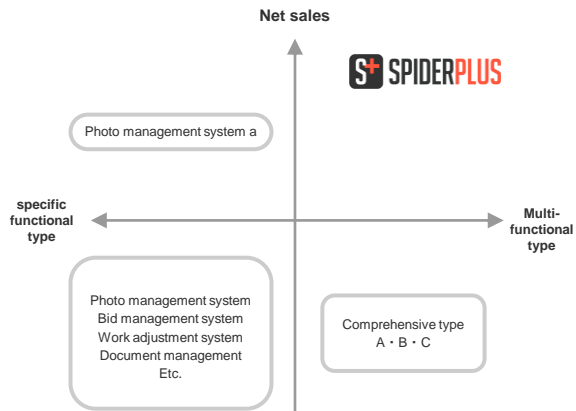 Net sales
S+ SPIDERPLUS
Photo management system a
specific
functional
type
Multi-
functional
type
Photo management system
Bid management system
Work adjustment system
Document management
Etc.
Comprehensive type
A・B・C